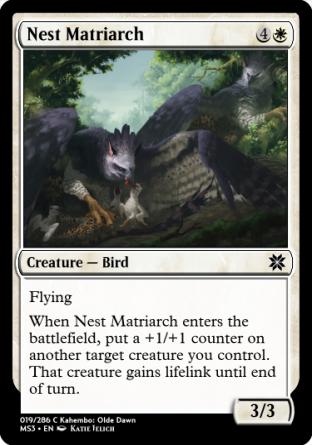 Nest Matriarch 4
Creature — Bird
Flying
When Nest Matriarch enters the
battlefield, put a +1/+1 counter on
another target creature you control.
That creature gains lifelink until end
of turn.
3/3
019/286 C Kahembo: Olde Dawn
MS3 • EN Katie Jelich